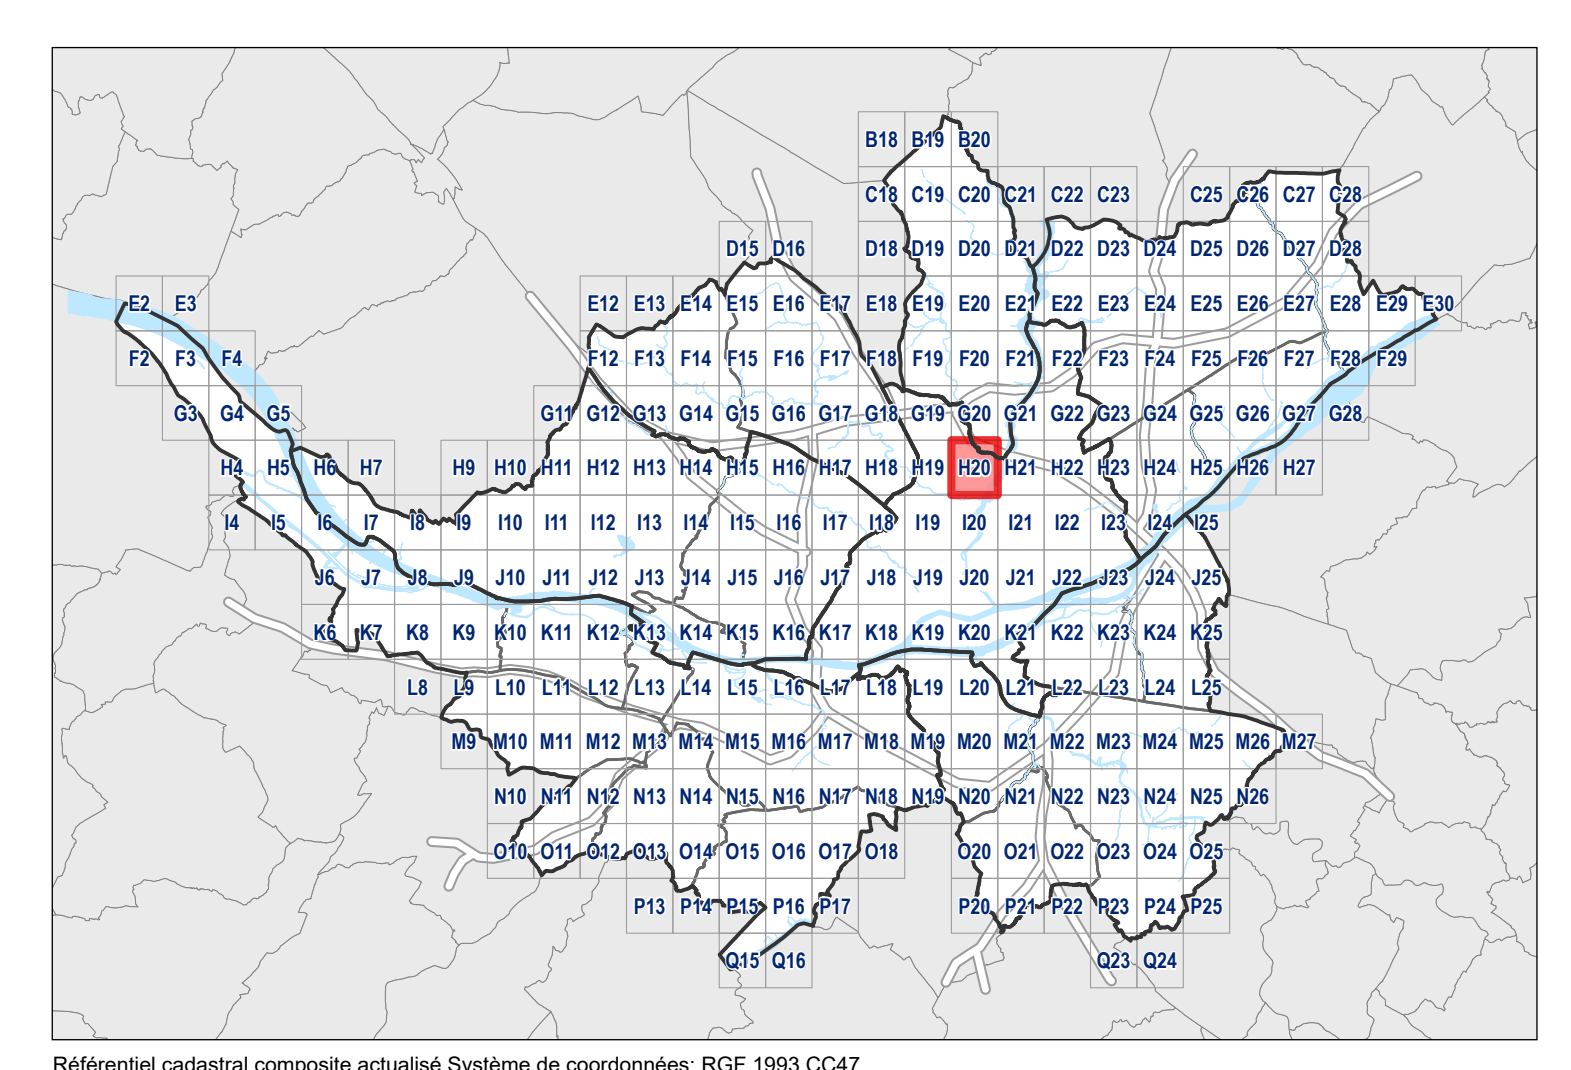 B18 B19 B20
C18 C19 C20 C21 C22 C23 C25 C26 C27 C28
D15 D16 D18 D19 D20 D21 D22 D23 D24 D25 D26 D27 D28
E2 E3 E12 E13 E14 E15 E16 E17 E18 E19 E20 E21 E22 E23 E24 E25 E26 E27 E28 E29 E30
F2 F3 F4 F12 F13 F14 F15 F16 F17 F18 F19 F20 F21 F22 F23 F24 F25 F26 F27 F28 F29
G3 G4 G5 G11 G12 G13 G14 G15 G16 G17 G18 G19 G20 G21 G22 G23 G24 G25 G26 G27 G28
H4 H5 H6 H7 H9 H10 H11 H12 H13 H14 H15 H16 H17 H18 H19 H20 H21 H22 H23 H24 H25 H26 H27
I4 I5 I6 I7 I8 I9 I10 I11 I12 I13 I14 I15 I16 I17 I18 I19 I20 I21 I22 I23 I24 I25
J6 J7 J8 J9 J10 J11 J12 J13 J14 J15 J16 J17 J18 J19 J20 J21 J22 J23 J24 J25
K6 K7 K8 K9 K10 K11 K12 K13 K14 K15 K16 K17 K18 K19 K20 K21 K22 K23 K24 K25
L8 L9 L10 L11 L12 L13 L14 L15 L16 L17 L18 L19 L20 L21 L22 L23 L24 L25
M9 M10 M11 M12 M13 M14 M15 M16 M17 M18 M19 M20 M21 M22 M23 M24 M25 M26 M27
N10 N11 N12 N13 N14 N15 N16 N17 N18 N19 N20 N21 N22 N23 N24 N25 N26
O10 O11 O12 O13 O14 O15 O16 O17 O18 O20 O21 O22 O23 O24 O25
P13 P14 P15 P16 P17 P20 P21 P22 P23 P24 P25
Q15 Q16 Q23 Q24
Référentiel cadastral composite actualisé Système de coordonnées: RGF 1993 CC47